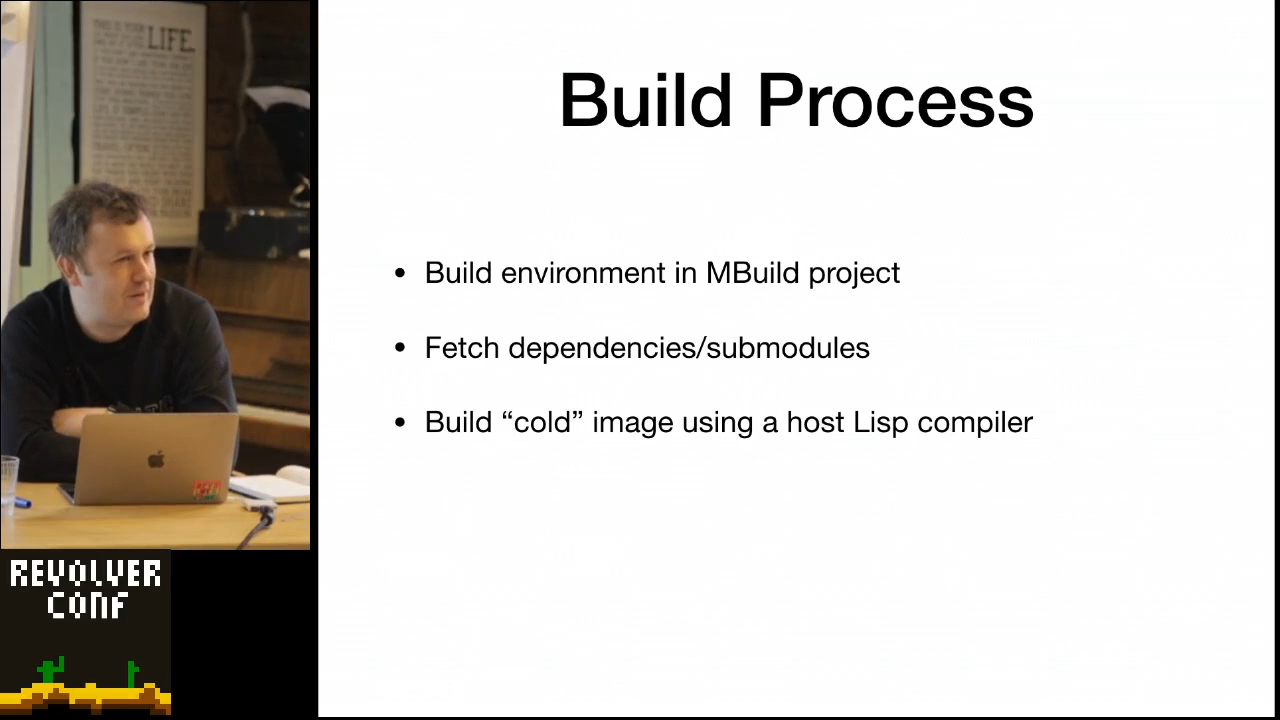 LIFE.
Build Process
• Build environment in MBuild project
• Fetch dependencies/submodules
• Build “cold” image using a host Lisp compiler
REVOLVER
CONF